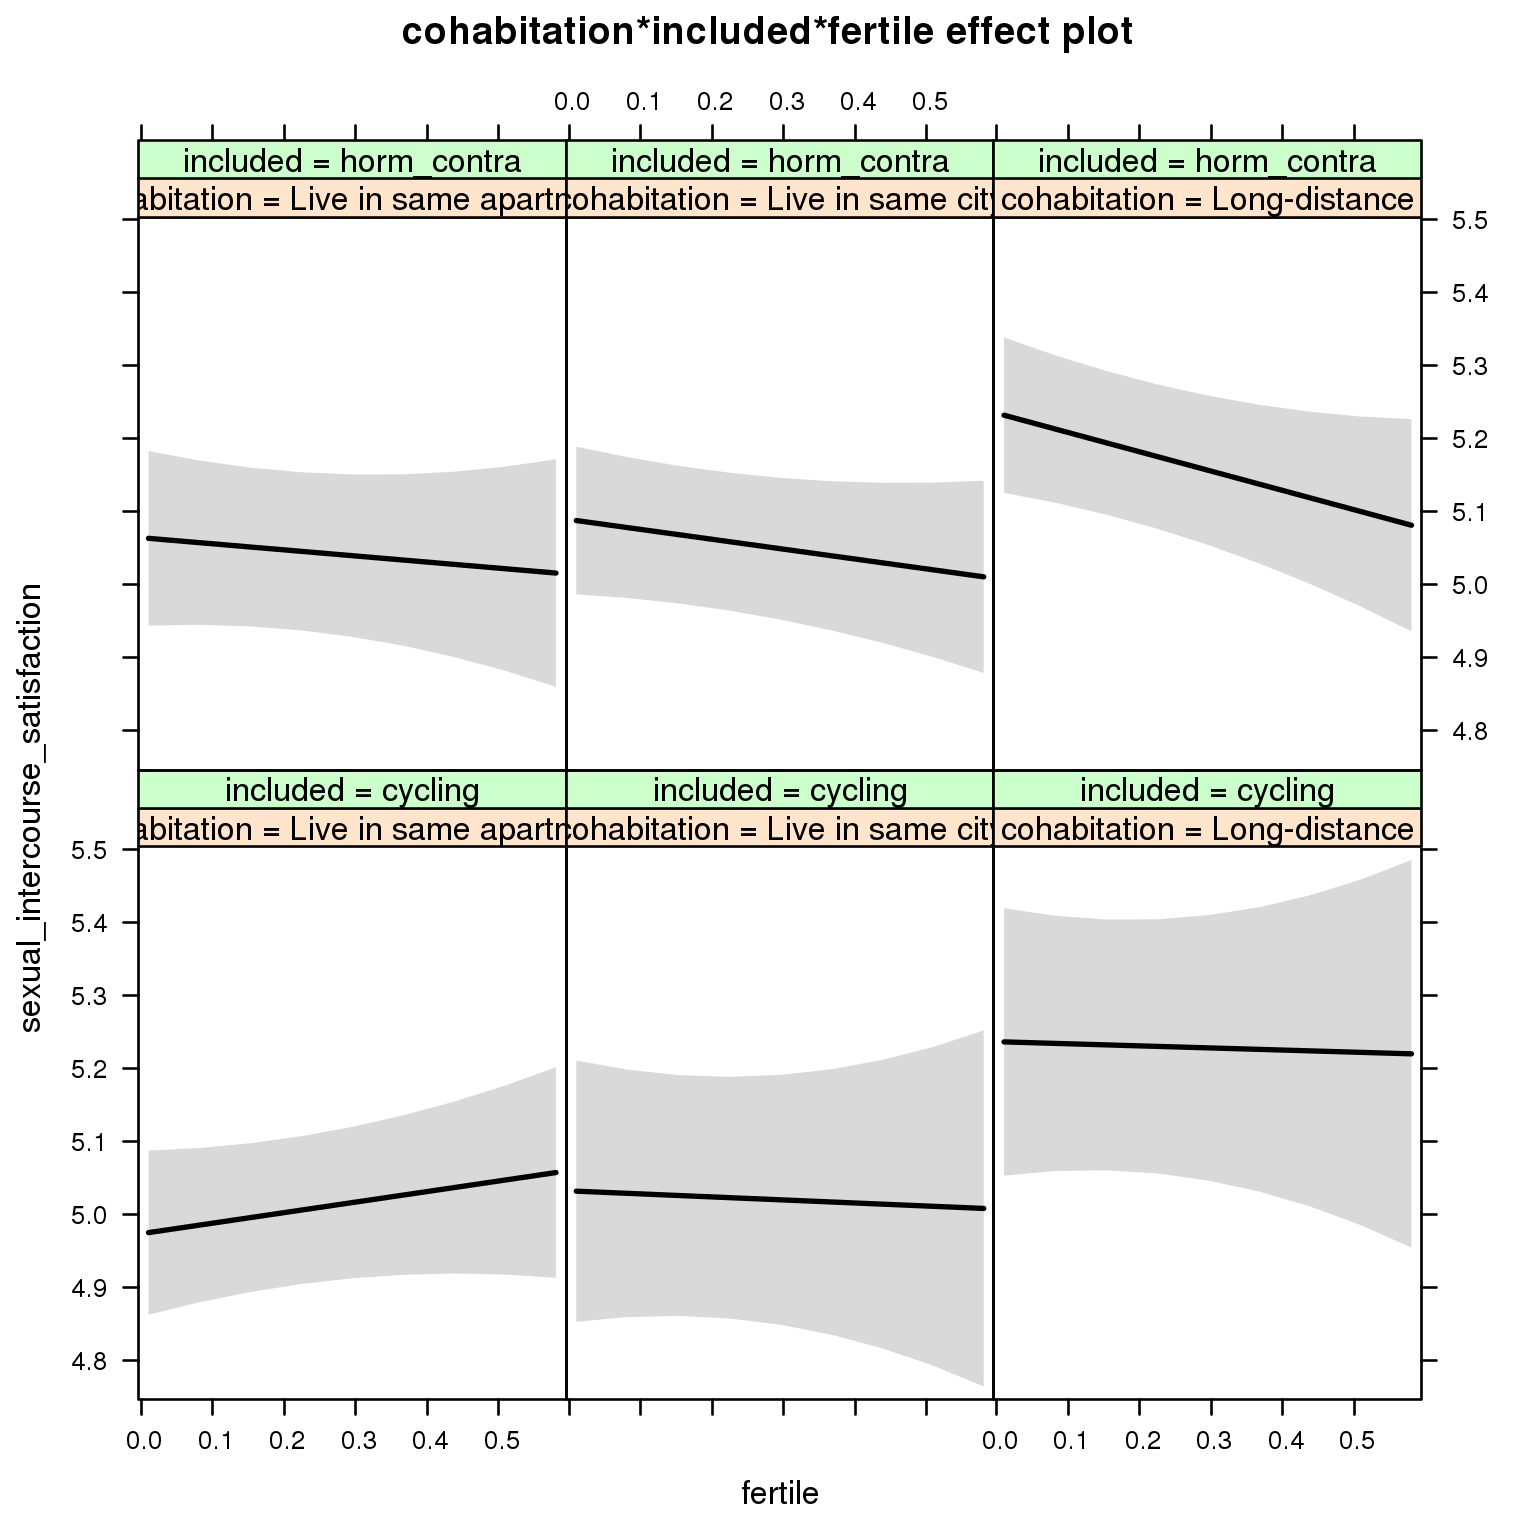 cohabitation*included*fertile effect plot
0.0 0.1 0.2 0.3 0.4 0.5
included = horm_contra included = horm_contra included = horm_contra
abitation = Live in same apartn cohabitation = Live in same city cohabitation = Long-distance
5.5
5.4
5.3
5.2
5.1
5.0
4.9
4.8
sexual_intercourse_satisfaction
included = cycling included = cycling included = cycling
abitation = Live in same apartn cohabitation = Live in same city cohabitation = Long-distance
5.5
5.4
5.3
5.2
5.1
5.0
4.9
4.8
0.0 0.1 0.2 0.3 0.4 0.5 0.0 0.1 0.2 0.3 0.4 0.5
fertile